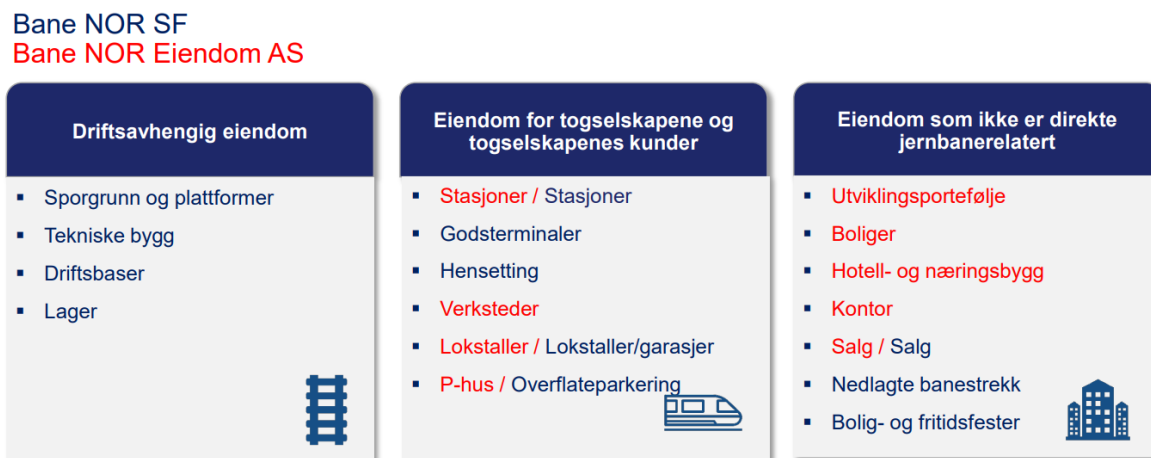 Bane NOR SF
Bane NOR Eiendom AS
Driftsavhengig eiendom
Sporgrunn og plattformer
Tekniske bygg
Driftsbaser
Lager
Eiendom for togselskapene og
togselskapenes kunder
Stasjoner / Stasjoner
Godsterminaler
Hensetting
Verksteder
Lokstaller / Lokstaller/garasjer
P-hus / Overflateparkering
Eiendom som ikke er direkte
jernbanerelatert
Utviklingsportefølje
Boliger
Hotell- og næringsbygg
Kontor
Salg / Salg
Nedlagte banestrekk
Bolig- og fritidsfester